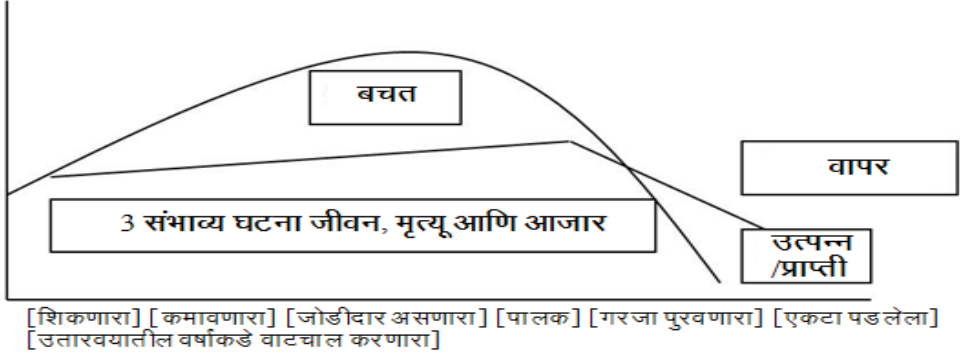 बचत
वापर
3 संभाव्य घटना जीवन, मृत्यू आणि आजार
उत्पन्न
/प्राप्ती
[शिकणारा] [कमावणारा] [जोडीदार असणारा] [पालक] [गरजा पुरवणारा] [एकटा पडलेला]
[उतारवयातील वर्षाकडे वाटचाल करणारा]